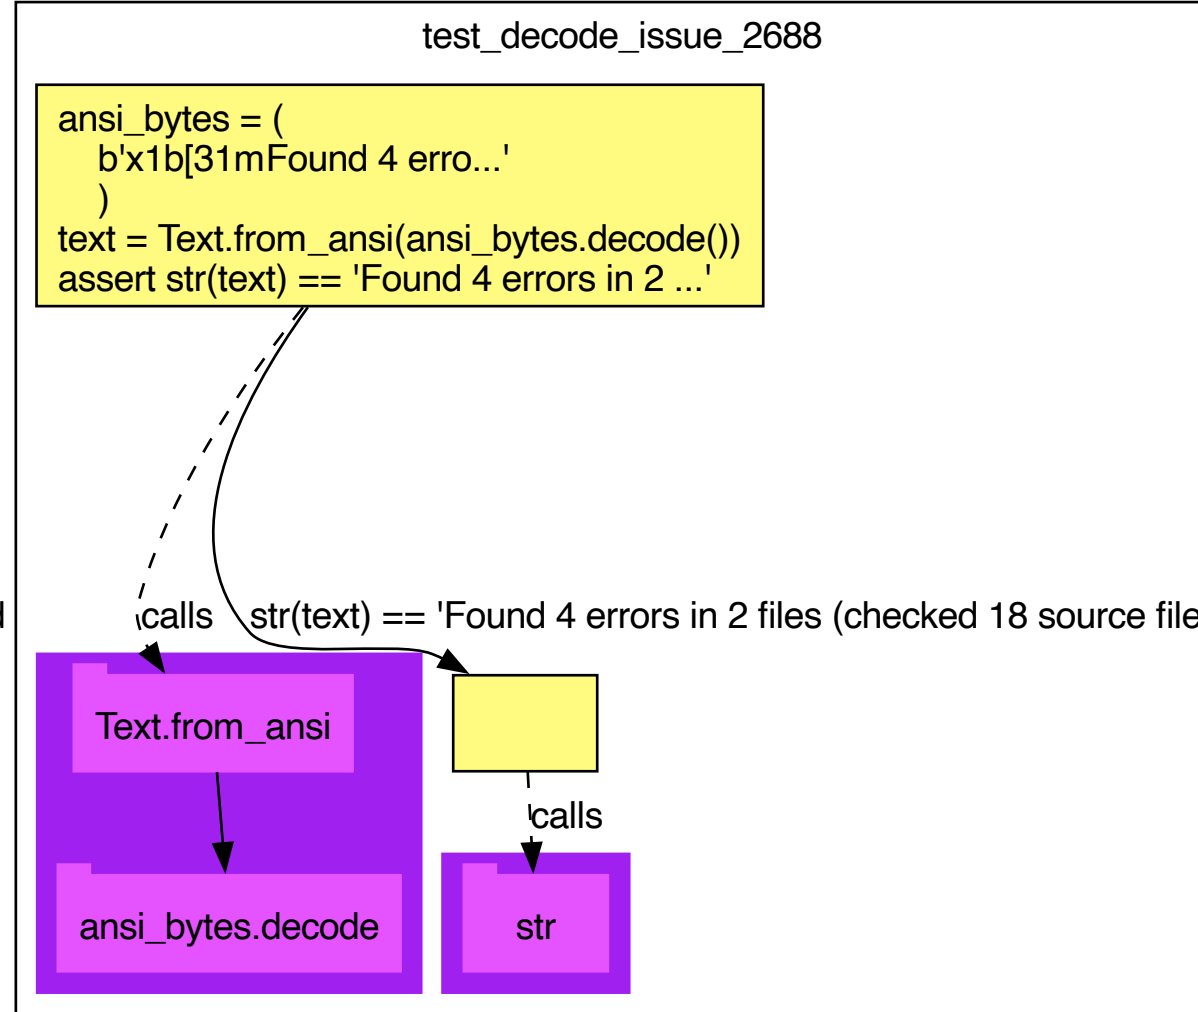 test_decode_issue_2688
ansi_bytes = (
    b'x1b[31mFound 4 erro...'
    )
text = Text.from_ansi(ansi_bytes.decode())
assert str(text) == 'Found 4 errors in 2 ...'
calls
str(text) == 'Found 4 errors in 2 files (checked 18 source file
Text.from_ansi
calls
ansi_bytes.decode
str